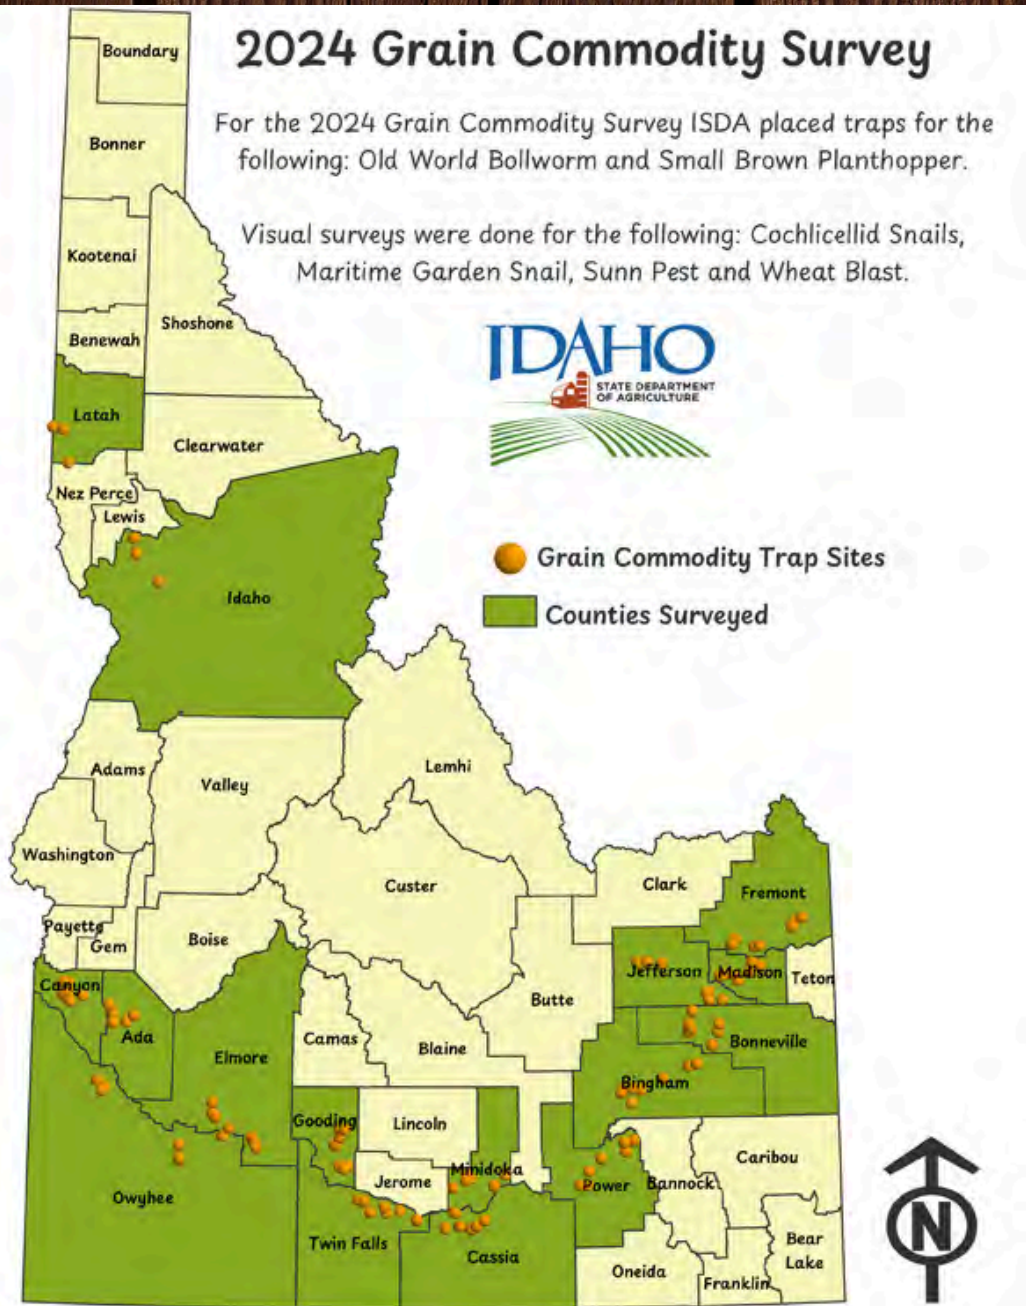 2024 Grain Commodity Survey
For the 2024 Grain Commodity Survey ISDA placed traps for the
following: Old World Bollworm and Small Brown Planthopper.
Visual surveys were done for the following: Cochlicellid Snails,
Maritime Garden Snail, Sunn Pest and Wheat Blast.
IDAHO
STATE DEPARTMENT
OF AGRICULTURE
Grain Commodity Trap Sites
Counties Surveyed
Boundary
Bonner
Kootenai
Shoshone
Benewah
Latah
Clearwater
Nez Perce
Lewis
Idaho
Adams
Valley
Lemhi
Washington
Custer
Clark
Fremont
Payette
Gem
Boise
Canyon
Ada
Elmore
Camas
Blaine
Butte
Jefferson
Madison
Teton
Bonneville
Bingham
Gooding
Lincoln
Jerome
Minidoka
Power
Bannock
Caribou
Owyhee
Twin Falls
Cassia
Oneida
Franklin
Bear
Lake
N